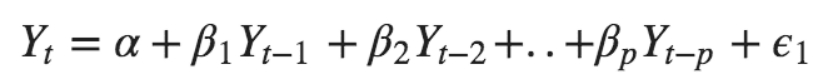 Yₜ = α + β₁Yₜ₋₁ + β₂Yₜ₋₂+..+βₚYₜ₋ₚ + ϵ₁